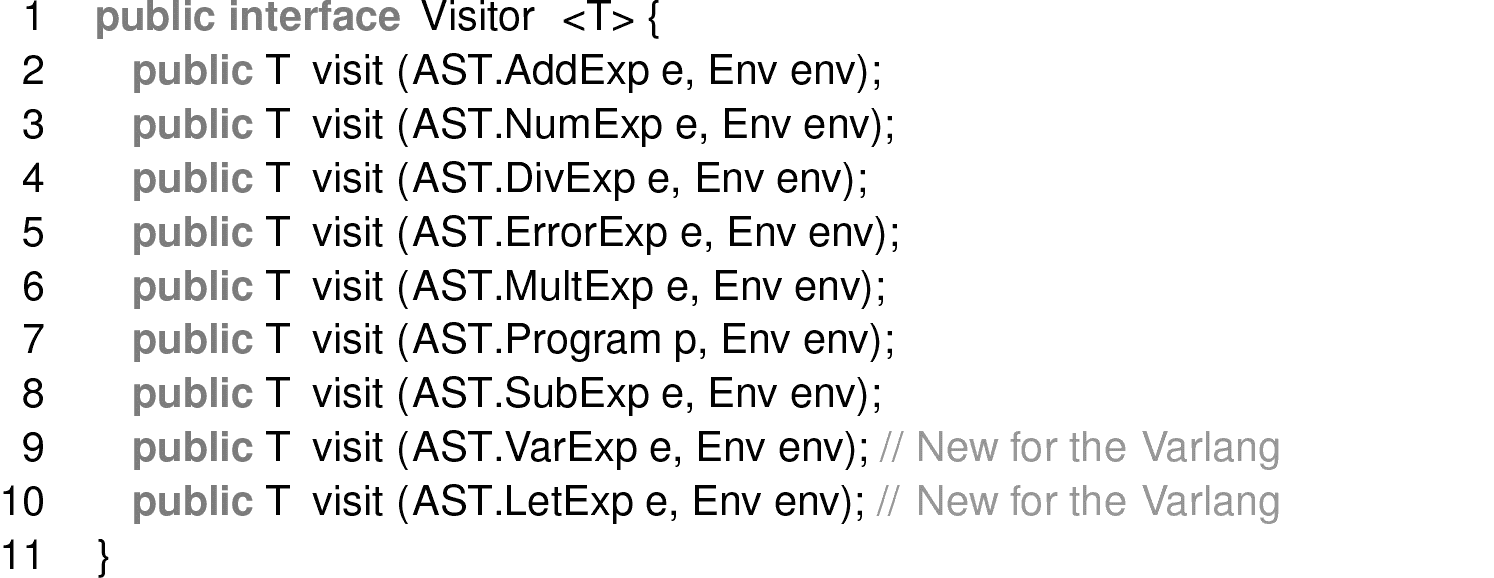 1 public interface Visitor <T> {
2 public T visit (AST.AddExp e, Env env);
3 public T visit (AST.NumExp e, Env env);
4 public T visit (AST.DivExp e, Env env);
5 public T visit (AST.ErrorExp e, Env env);
6 public T visit (AST.MultExp e, Env env);
7 public T visit (AST.Program p, Env env);
8 public T visit (AST.SubExp e, Env env);
9 public T visit (AST.VarExp e, Env env); // New for the Varlang
10 public T visit (AST.LetExp e, Env env); // New for the Varlang
11 }